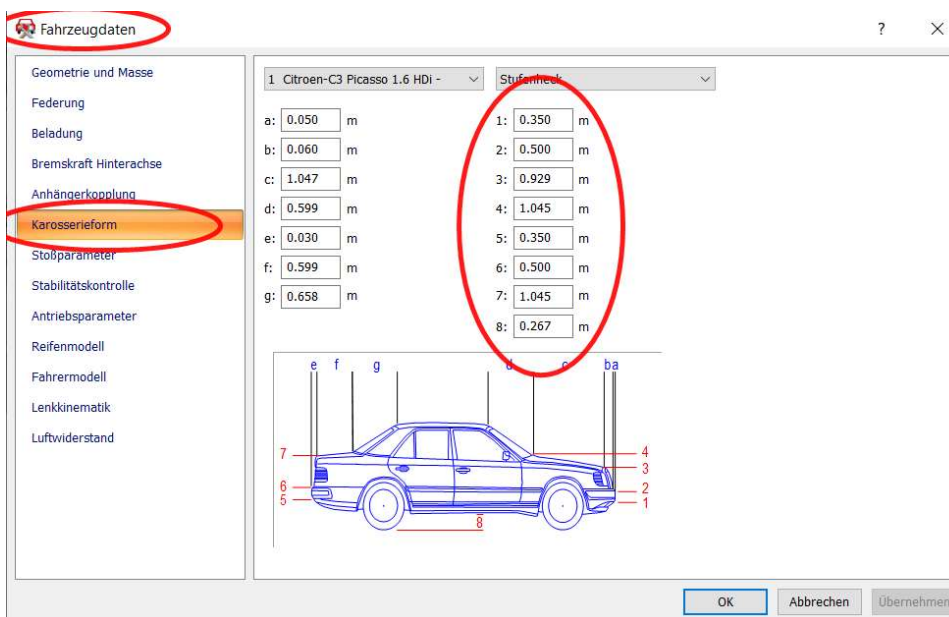 Fahrzeugdaten
?
Geometrie und Masse
Federung
Beladung
Bremskraft Hinterachse
Anhängerkopplung
Karosserieform
Stoßparameter
Stabilitätskontrolle
Antriebsparameter
Reifenmodell
Fahrermodell
Lenkkinematik
Luftwiderstand
1 Citroen-C3 Picasso 1.6 HDi -
Stufenheck
a: 0.050 m
b: 0.060 m
c: 1.047 m
d: 0.599 m
e: 0.030 m
f: 0.599 m
g: 0.658 m
1: 0.350 m
2: 0.500 m
3: 0.929 m
4: 1.045 m
5: 0.350 m
6: 0.500 m
7: 1.045 m
8: 0.267 m
e f g d c b a
7
6
5
4
3
2
1
8
OK Abbrechen Übernehmen